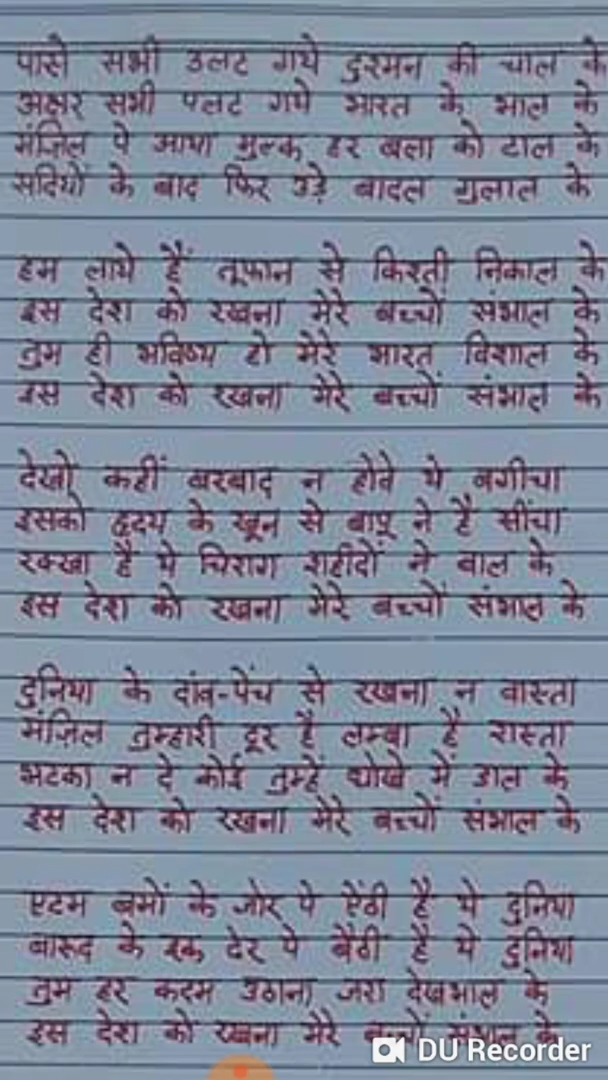 पासे सभी उलट गये दुश्मन की चाल के
अक्षर सभी पलट गये भारत के भाल के
मंज़िल पे आया मुल्क हर बला को टाल के
सदियों के बाद फिर उड़े बादल गुलाल के
हम लाये हैं तूफान से किश्ती निकाल के
इस देश को रखना मेरे बच्चों संभाल के
तुम ही भविष्य हो मेरे भारत विशाल के
इस देश को रखना मेरे बच्चों संभाल के
देखो कहीं बरबाद न होवे ये बगीचा
इसको हृदय के खून से बापू ने है सींचा
रक्खा है ये चिराग शहीदों ने बाल के
इस देश को रखना मेरे बच्चों संभाल के
दुनिया के दांव-पेंच से रखना न वास्ता
मंज़िल तुम्हारी दूर है लम्बा है रास्ता
भटका न दे कोई तुम्हें धोखे में डाल के
इस देश को रखना मेरे बच्चों संभाल के
एटम बमों के जोर पे ऐंठी है ये दुनिया
बारूद के इक ढेर पे बैठी है ये दुनिया
तुम हर कदम उठाना जरा देखभाल के
इस देश को रखना मेरे बच्चों संभाल के
DU Recorder